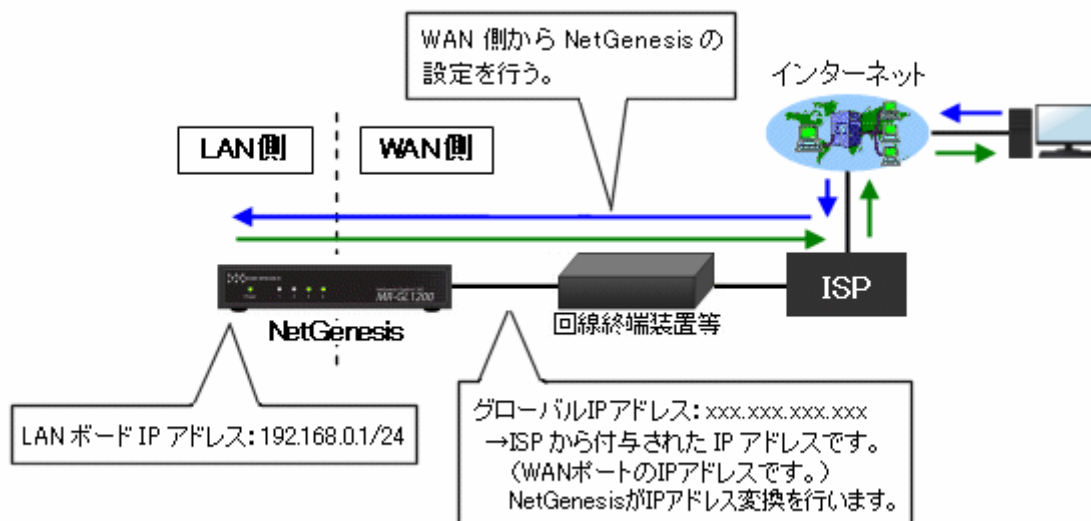 WAN 側から NetGenesis の
設定を行う。
インターネット
LAN側
WAN側
MR-GL1200
NetGenesis
回線終端装置等
ISP
LAN ボード IP アドレス：192.168.0.1/24
グローバルIPアドレス：xxx.xxx.xxx.xxx
→ISP から付与された IP アドレスです。
（WANポートのIPアドレスです。）
NetGenesisがIPアドレス変換を行います。